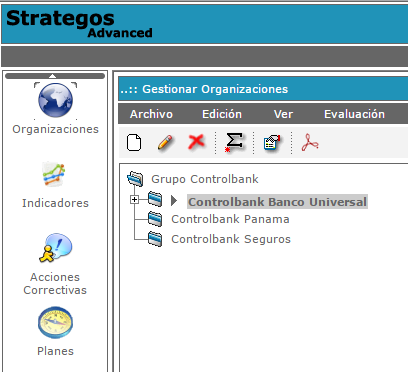 Strategos
Advanced
..:: Gestionar Organizaciones
Archivo Edición Ver Evaluación
Organizaciones
Indicadores
Acciones
Correctivas
Planes
Grupo Controlbank
Controlbank Banco Universal
Controlbank Panama
Controlbank Seguros